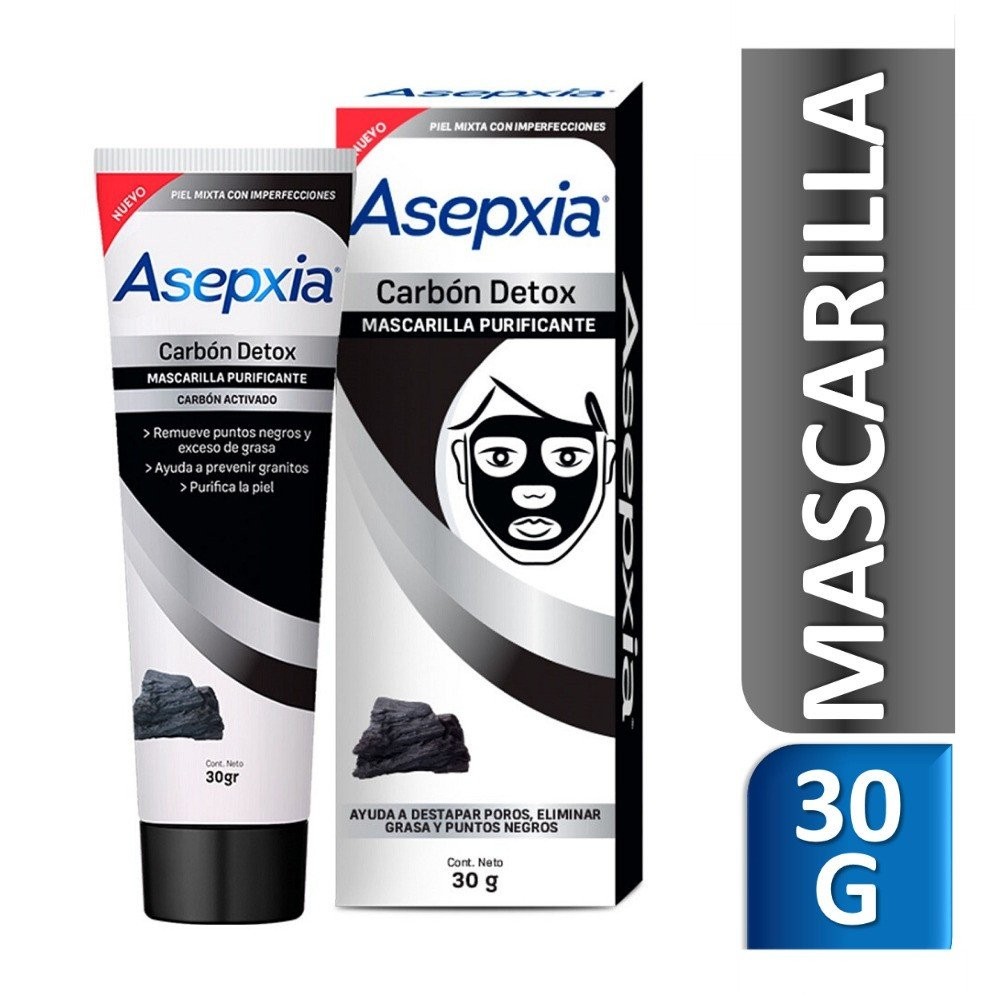 NUEVO
PIEL MIXTA CON IMPERFECCIONES
Asepxia®
Carbón Detox
MASCARILLA PURIFICANTE
CARBÓN ACTIVADO
> Remueve puntos negros y
exceso de grasa
> Ayuda a prevenir granitos
> Purifica la piel
Cont. Neto
30gr
Asepxia
NUEVO
PIEL MIXTA CON IMPERFECCIONES
Asepxia®
Carbón Detox
MASCARILLA PURIFICANTE
AYUDA A DESTAPAR POROS, ELIMINAR
GRASA Y PUNTOS NEGROS
Cont. Neto
30 g
Asepxia
MASCARILLA
30
G